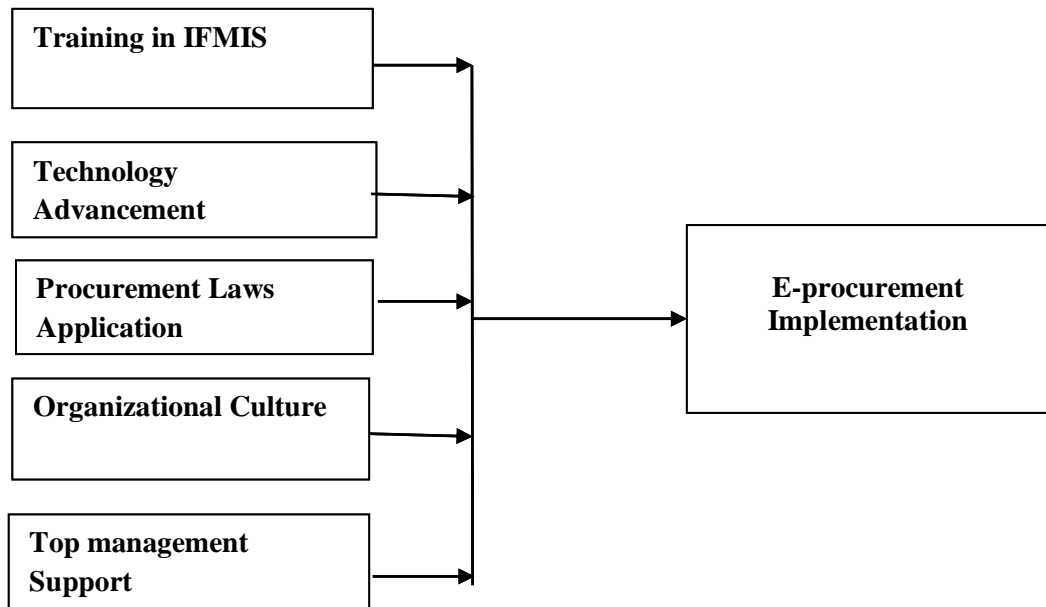 Training in IFMIS
Technology
Advancement
Procurement Laws
Application
Organizational Culture
Top management
Support
E-procurement
Implementation